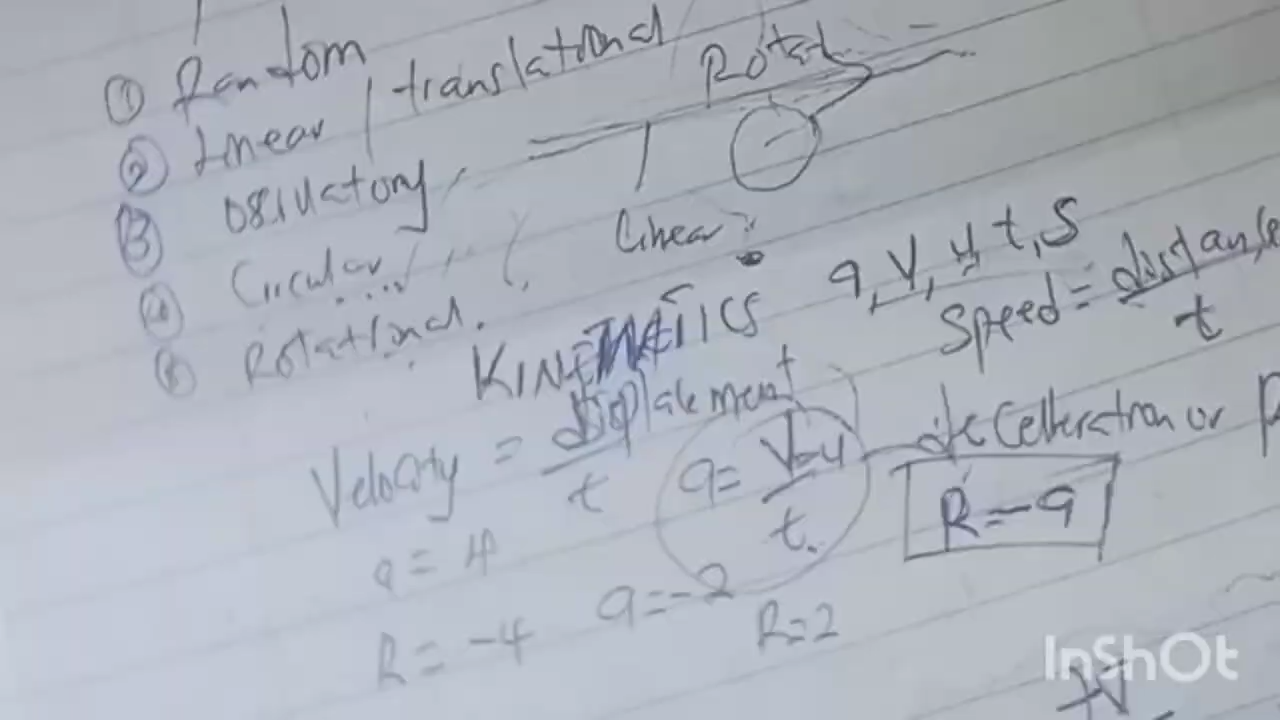 ① Random
② Linear / translational
Rotat
③ Oscillatory,
Linear
④ Circular
⑤ Rotational.
KINEMATICS
a, v, u, t, s
Speed = distance
t
Velocity = displacement
t
a = v-u
t.
decelleration or
R = -a
a = 4
R = -4
a = -2
R = 2
InShOt